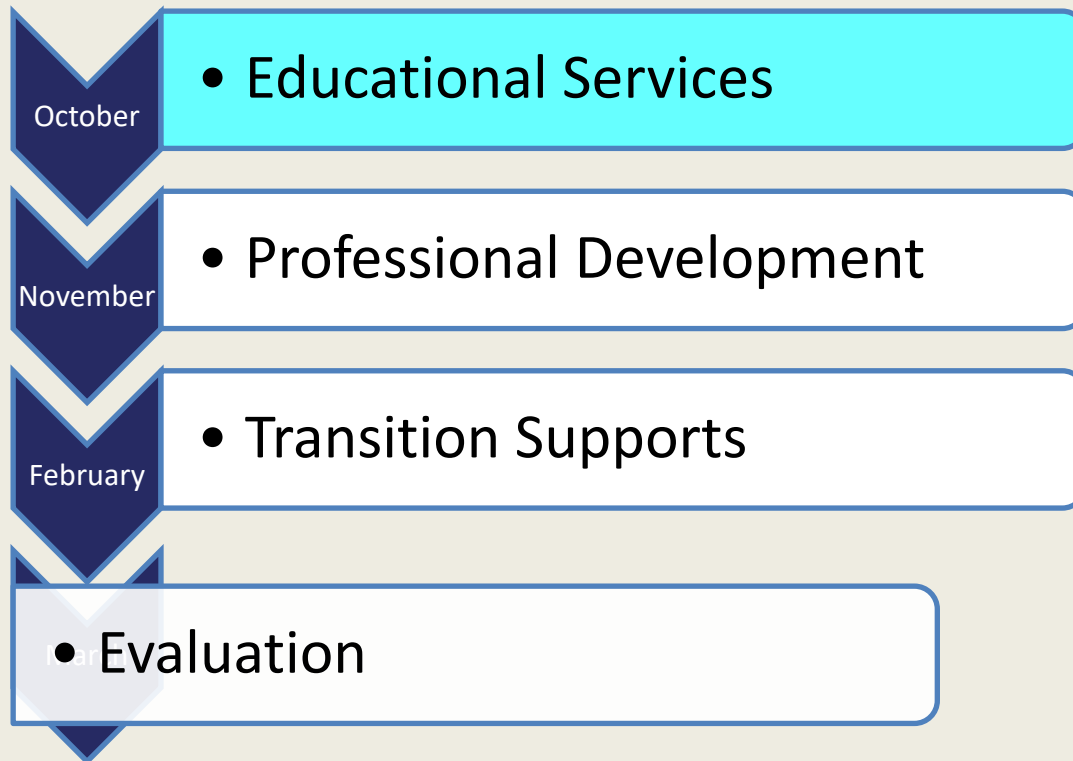 October
• Educational Services
November
• Professional Development
February
• Transition Supports
• Evaluation